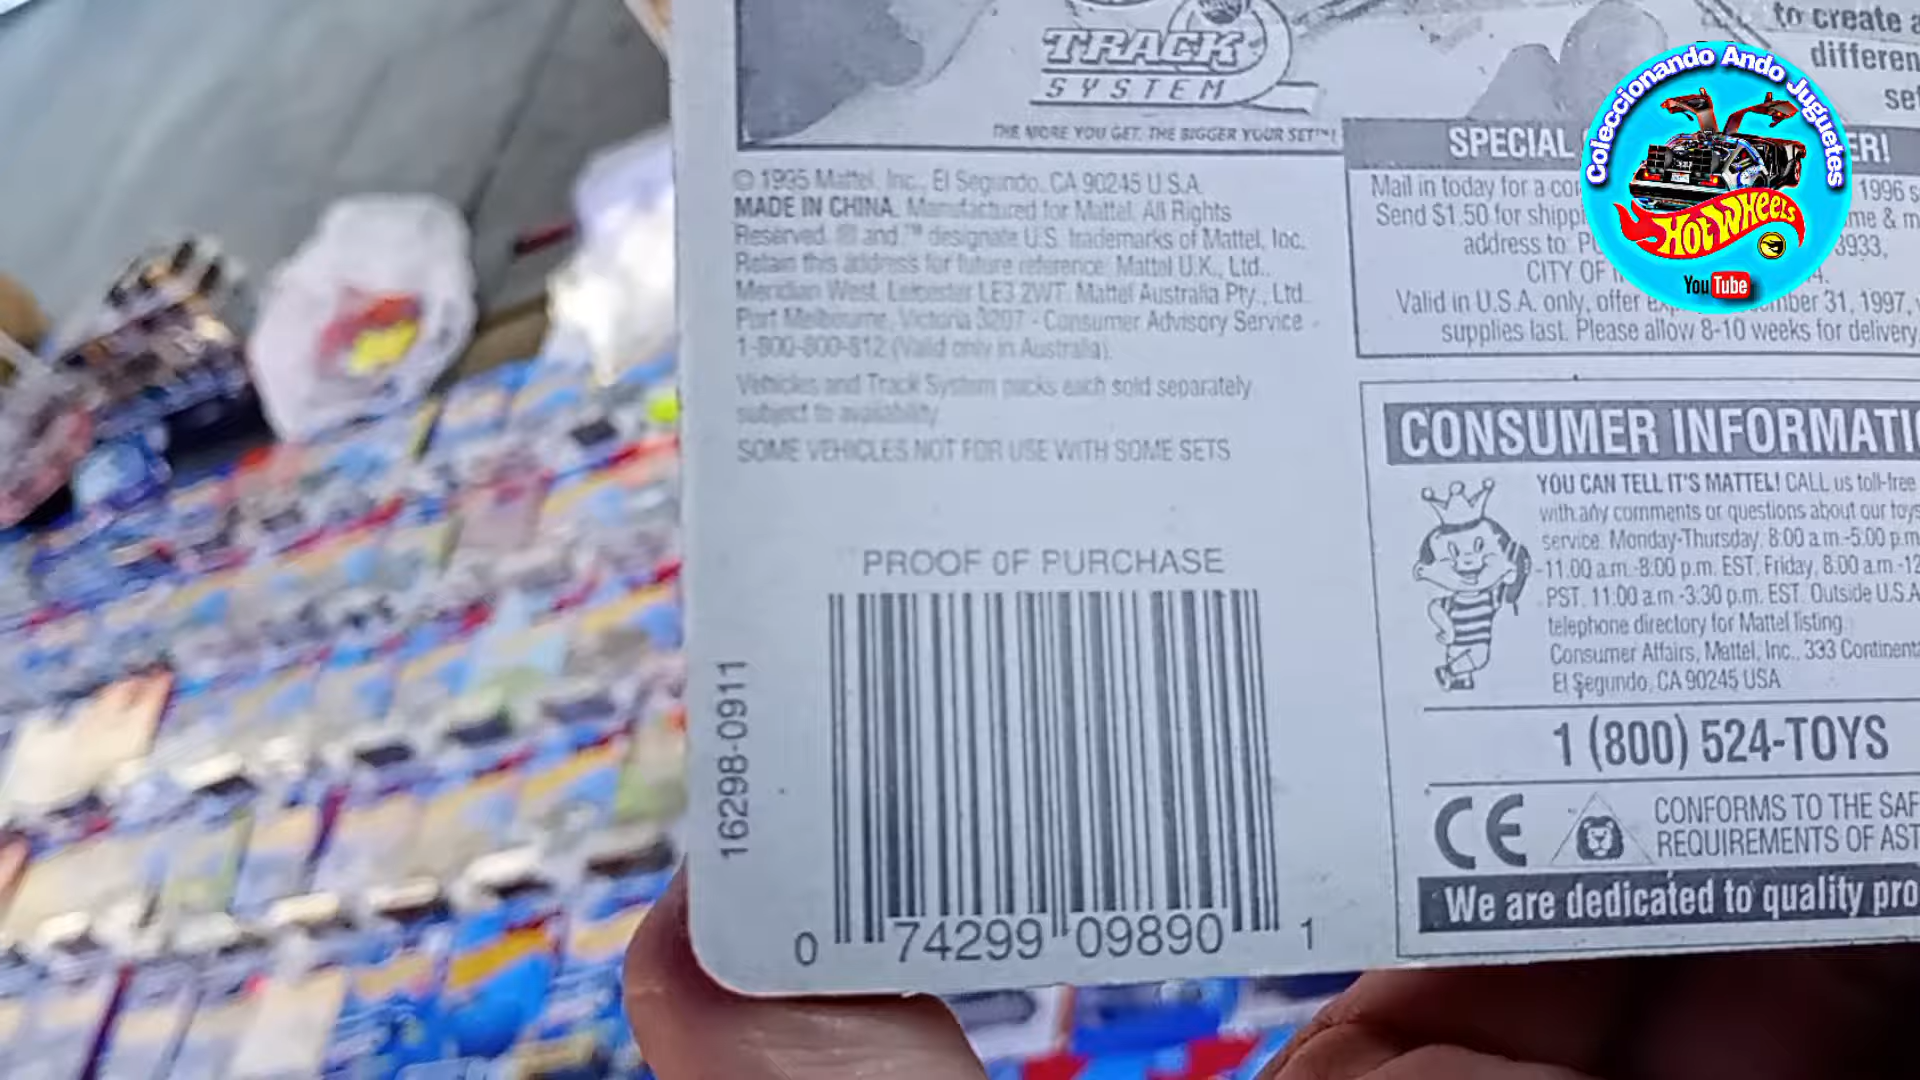 TRACK
SYSTEM
THE MORE YOU GET, THE BIGGER YOUR SET™!
to create a
differen
set
© 1995 Mattel, Inc., El Segundo, CA 90245 U.S.A.
MADE IN CHINA. Manufactured for Mattel. All Rights
Reserved. ® and ™ designate U.S. trademarks of Mattel, Inc.
Retain this address for future reference: Mattel U.K., Ltd.,
Meridian West, Leicester LE3 2WT. Mattel Australia Pty., Ltd.
Port Melbourne, Victoria 3207 - Consumer Advisory Service -
1-800-800-812 (Valid only in Australia).
Vehicles and Track System packs each sold separately
subject to availability
SOME VEHICLES NOT FOR USE WITH SOME SETS
PROOF OF PURCHASE
16298-0911
0 74299 09890 1
SPECIAL ER!
Mail in today for a 1996
Send $1.50 for me &
address to: 3933,
CITY OF
Valid in U.S.A. only, offer 31, 1997,
supplies last. Please allow 8-10 weeks for delivery
CONSUMER INFORMATI
YOU CAN TELL IT'S MATTEL! CALL us toll-free
with any comments or questions about our toys
service. Monday-Thursday, 8:00 a.m.-5:00 p.m
-11:00 a.m.-8:00 p.m. EST. Friday, 8:00 a.m.-12
PST. 11:00 a.m.-3:30 p.m. EST. Outside U.S.A
telephone directory for Mattel listing.
Consumer Affairs, Mattel, Inc., 333 Continenta
El Segundo, CA 90245 USA
1 (800) 524-TOYS
CE
CONFORMS TO THE SAF
REQUIREMENTS OF AST
We are dedicated to quality pro
Coleccionando Ando Juguetes
Hot Wheels
YouTube